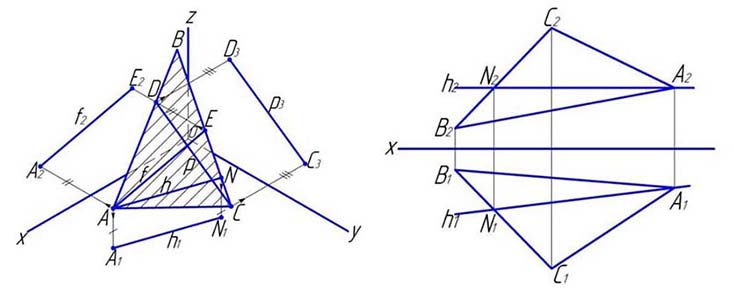 z
B
D₃
E₂
D
E
p₃
f₂
O
A₂
f
p
h
N
C₃
A
C
x
A₁
h₁
N₁
y
C₂
h₂
N₂
A₂
B₂
x
B₁
h₁
N₁
A₁
C₁